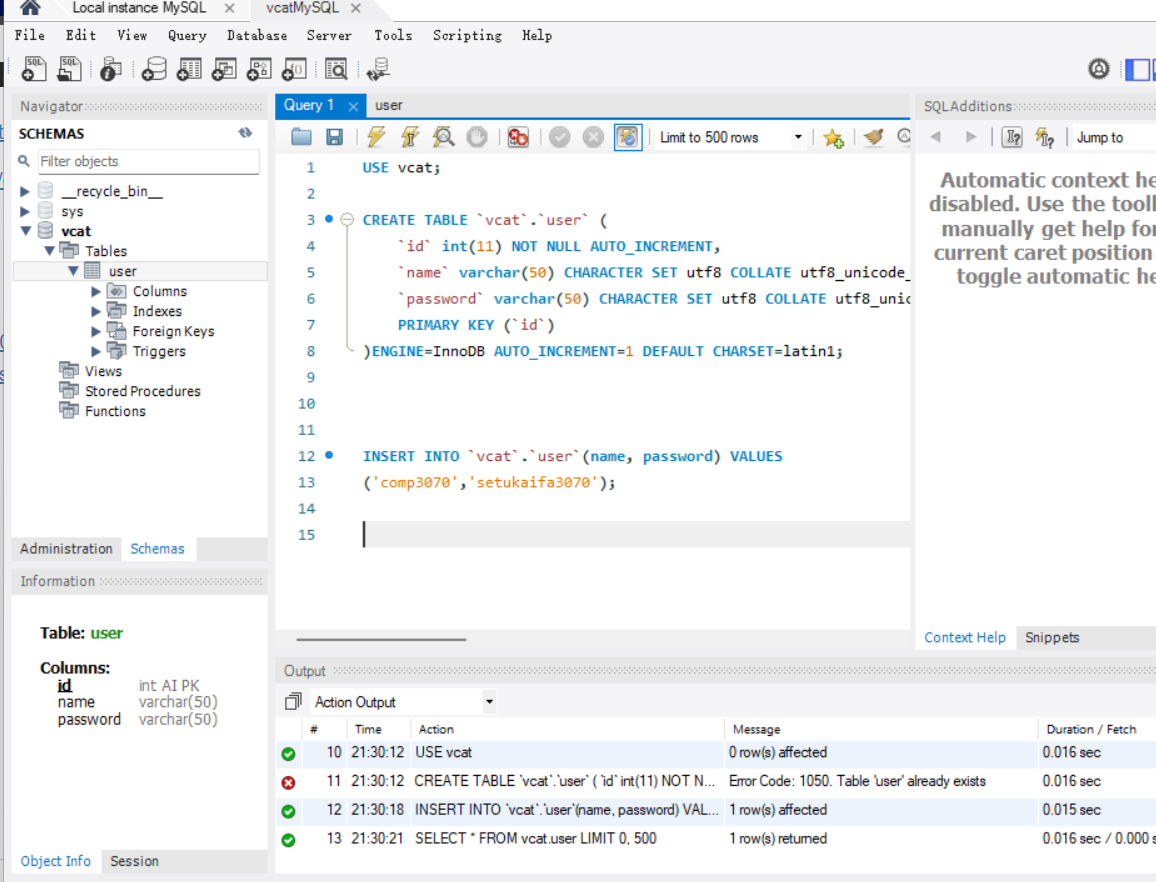 Local instance MySQL
vcatMySQL
File Edit View Query Database Server Tools Scripting Help
Navigator
SCHEMAS
Filter objects
__recycle_bin__
sys
vcat
Tables
user
Columns
Indexes
Foreign Keys
Triggers
Views
Stored Procedures
Functions
Administration Schemas
Information
Table: user
Columns:
id int AI PK
name varchar(50)
password varchar(50)
Object Info Session
Query 1 user
Limit to 500 rows
1 USE vcat;
2
3 CREATE TABLE `vcat`.`user` (
4 `id` int(11) NOT NULL AUTO_INCREMENT,
5 `name` varchar(50) CHARACTER SET utf8 COLLATE utf8_unicode_
6 `password` varchar(50) CHARACTER SET utf8 COLLATE utf8_unic
7 PRIMARY KEY (`id`)
8 )ENGINE=InnoDB AUTO_INCREMENT=1 DEFAULT CHARSET=latin1;
9
10
11
12 INSERT INTO `vcat`.`user`(name, password) VALUES
13 ('comp3070','setukaifa3070');
14
15
SQLAdditions
Jump to
Automatic context he
disabled. Use the tool
manually get help for
current caret position
toggle automatic he
Context Help Snippets
Output
Action Output
# Time Action Message Duration / Fetch
10 21:30:12 USE vcat 0 row(s) affected 0.016 sec
11 21:30:12 CREATE TABLE `vcat`.`user` ( `id` int(11) NOT N... Error Code: 1050. Table 'user' already exists 0.016 sec
12 21:30:18 INSERT INTO `vcat`.`user`(name, password) VAL... 1 row(s) affected 0.015 sec
13 21:30:21 SELECT * FROM vcat.user LIMIT 0, 500 1 row(s) returned 0.016 sec / 0.000 s